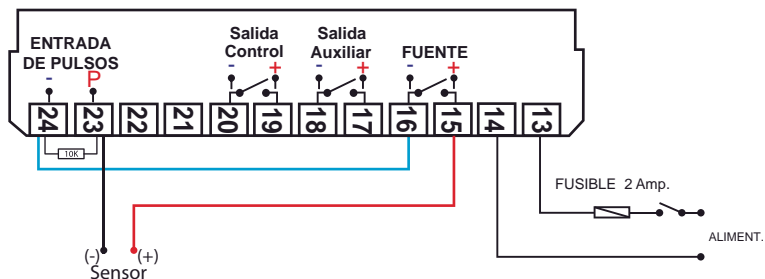 ENTRADA
DE PULSOS
- P
Salida
Control
- +
Salida
Auxiliar
- +
FUENTE
- +
24 23 22 21 20 19 18 17 16 15 14 13
10K
FUSIBLE 2 Amp.
ALIMENT.
(-) (+)
Sensor